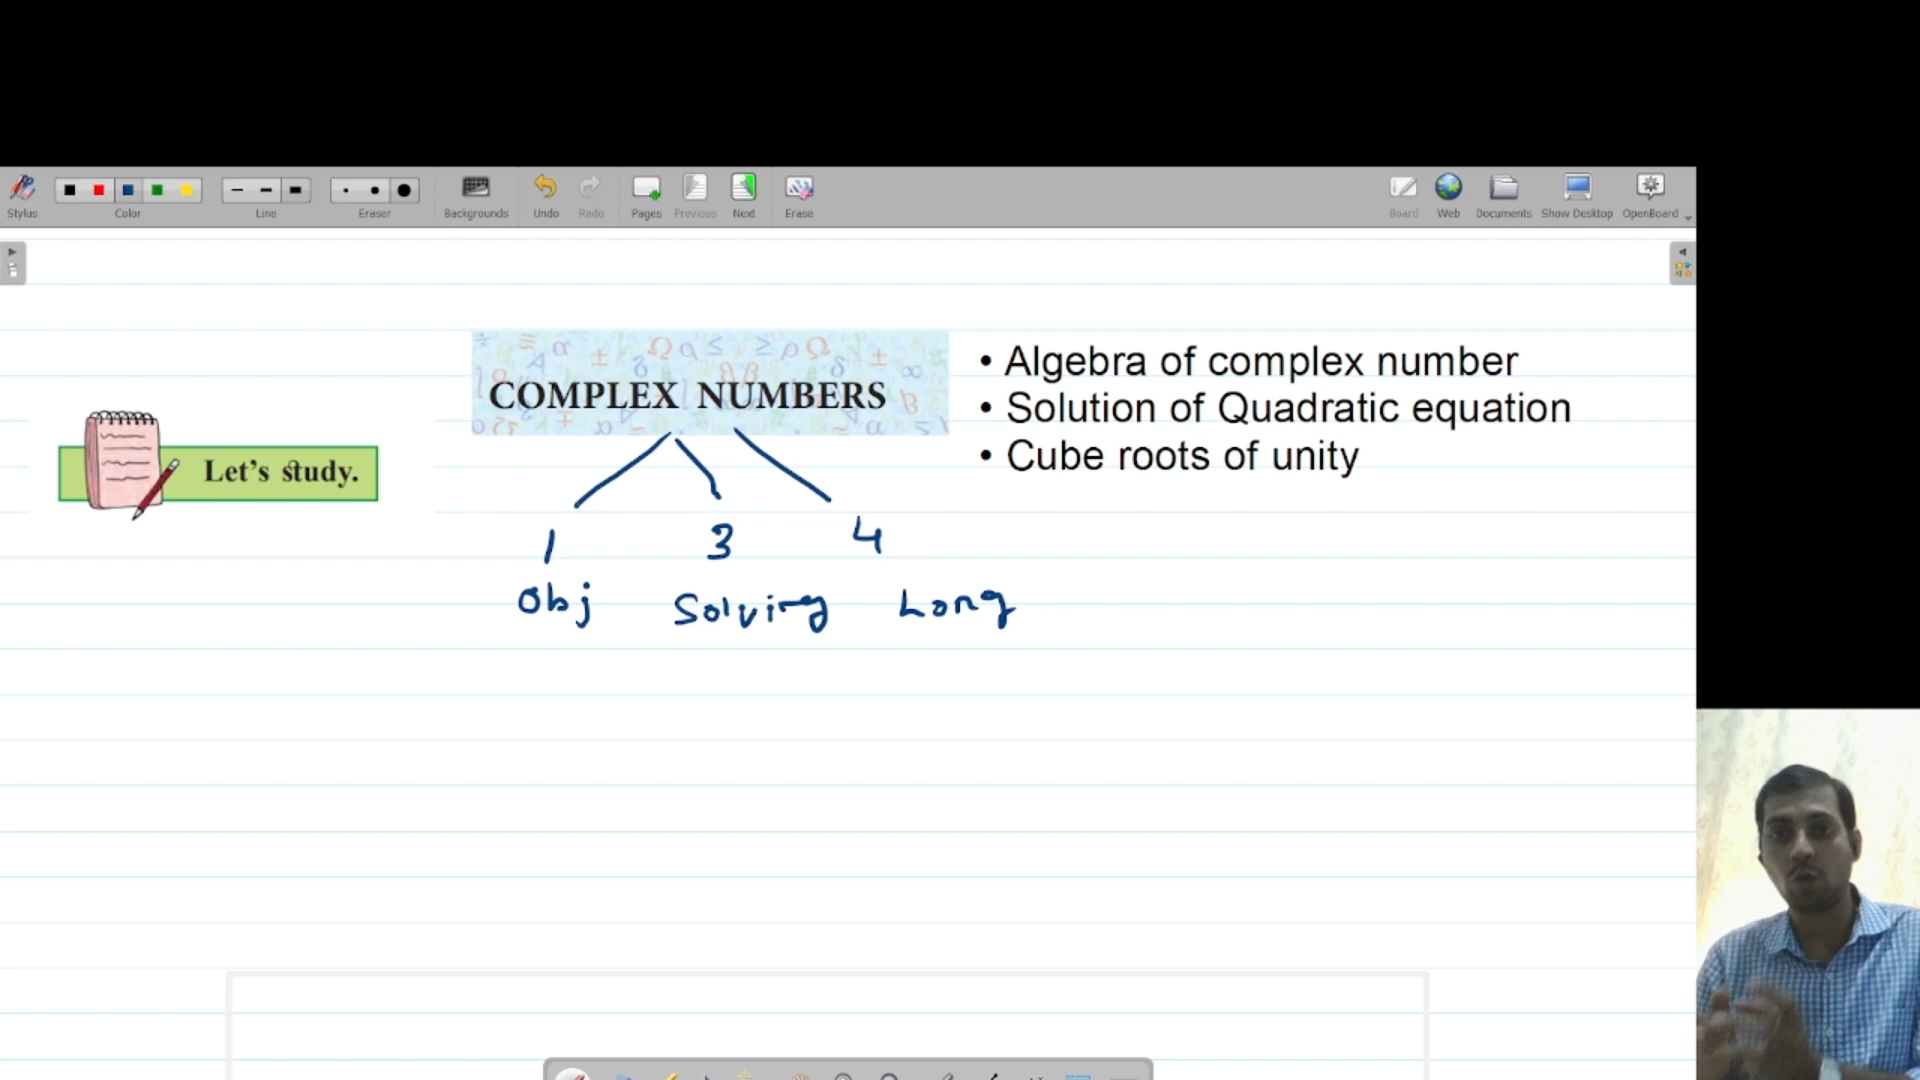 Stylus Color Line Eraser Backgrounds Undo Redo Pages Previous Next Erase Board Web Documents Show Desktop OpenBoard
COMPLEX NUMBERS
• Algebra of complex number
• Solution of Quadratic equation
• Cube roots of unity
Let's study.
1 3 4
Obj Solving Long